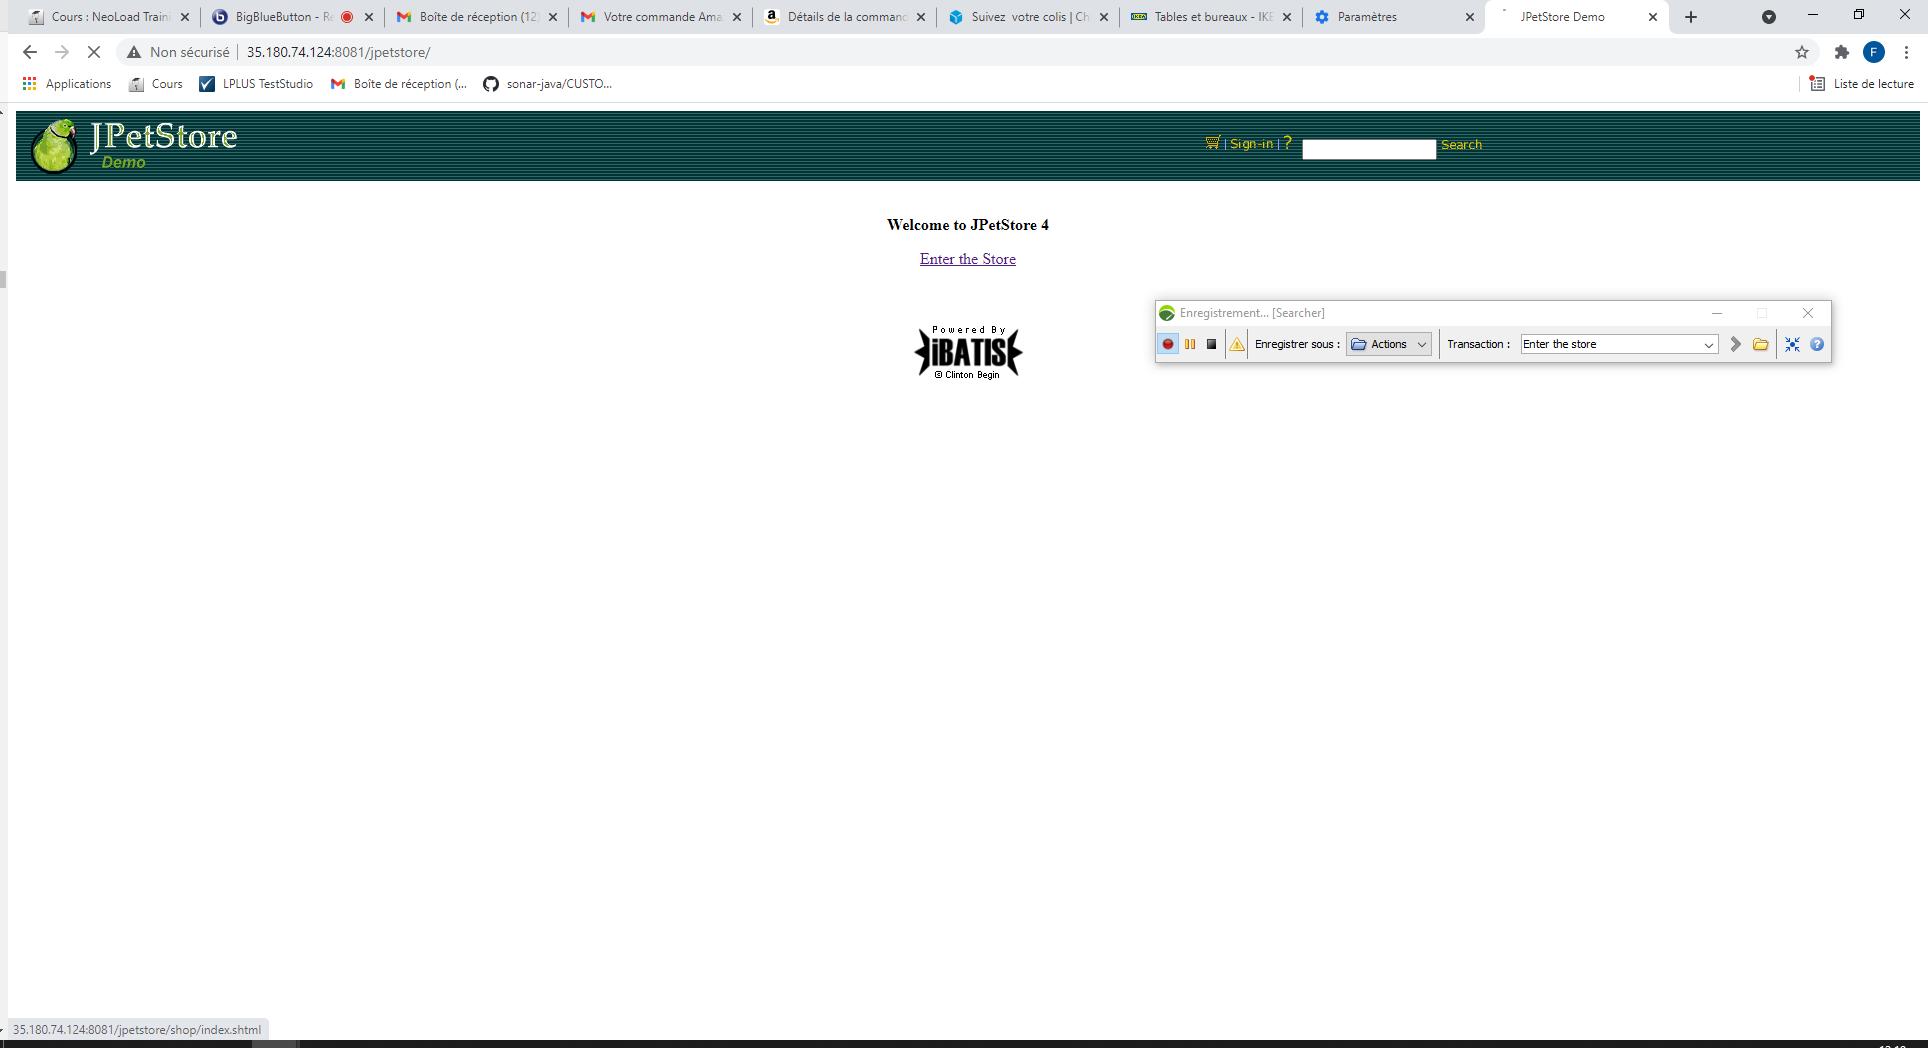 Cours : NeoLoad Traini
BigBlueButton - Re
Boîte de réception (12)
Votre commande Ama
Détails de la command
Suivez votre colis | Ch
Tables et bureaux - IKE
Paramètres
JPetStore Demo
Non sécurisé
35.180.74.124:8081/jpetstore/
F
Applications
Cours
LPLUS TestStudio
Boîte de réception (...
sonar-java/CUSTO...
Liste de lecture
JPetStore
Demo
| Sign-in | ?
Search
Welcome to JPetStore 4
Enter the Store
Powered By
iBATIS
© Clinton Begin
Enregistrement... [Searcher]
Enregistrer sous :
Actions
Transaction :
Enter the store
35.180.74.124:8081/jpetstore/shop/index.shtml